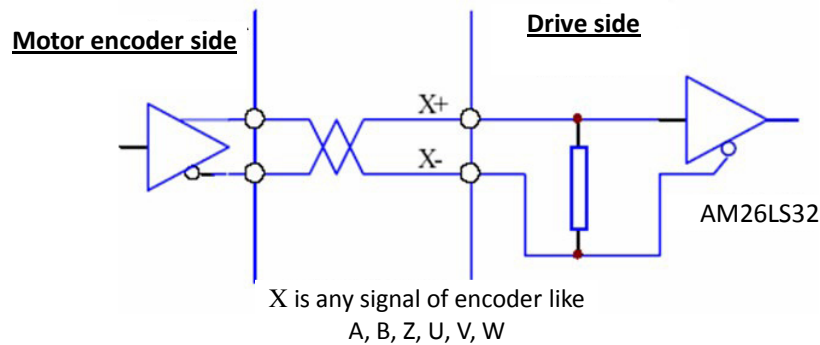 Motor encoder side
Drive side
X+
X-
AM26LS32
X is any signal of encoder like
A, B, Z, U, V, W